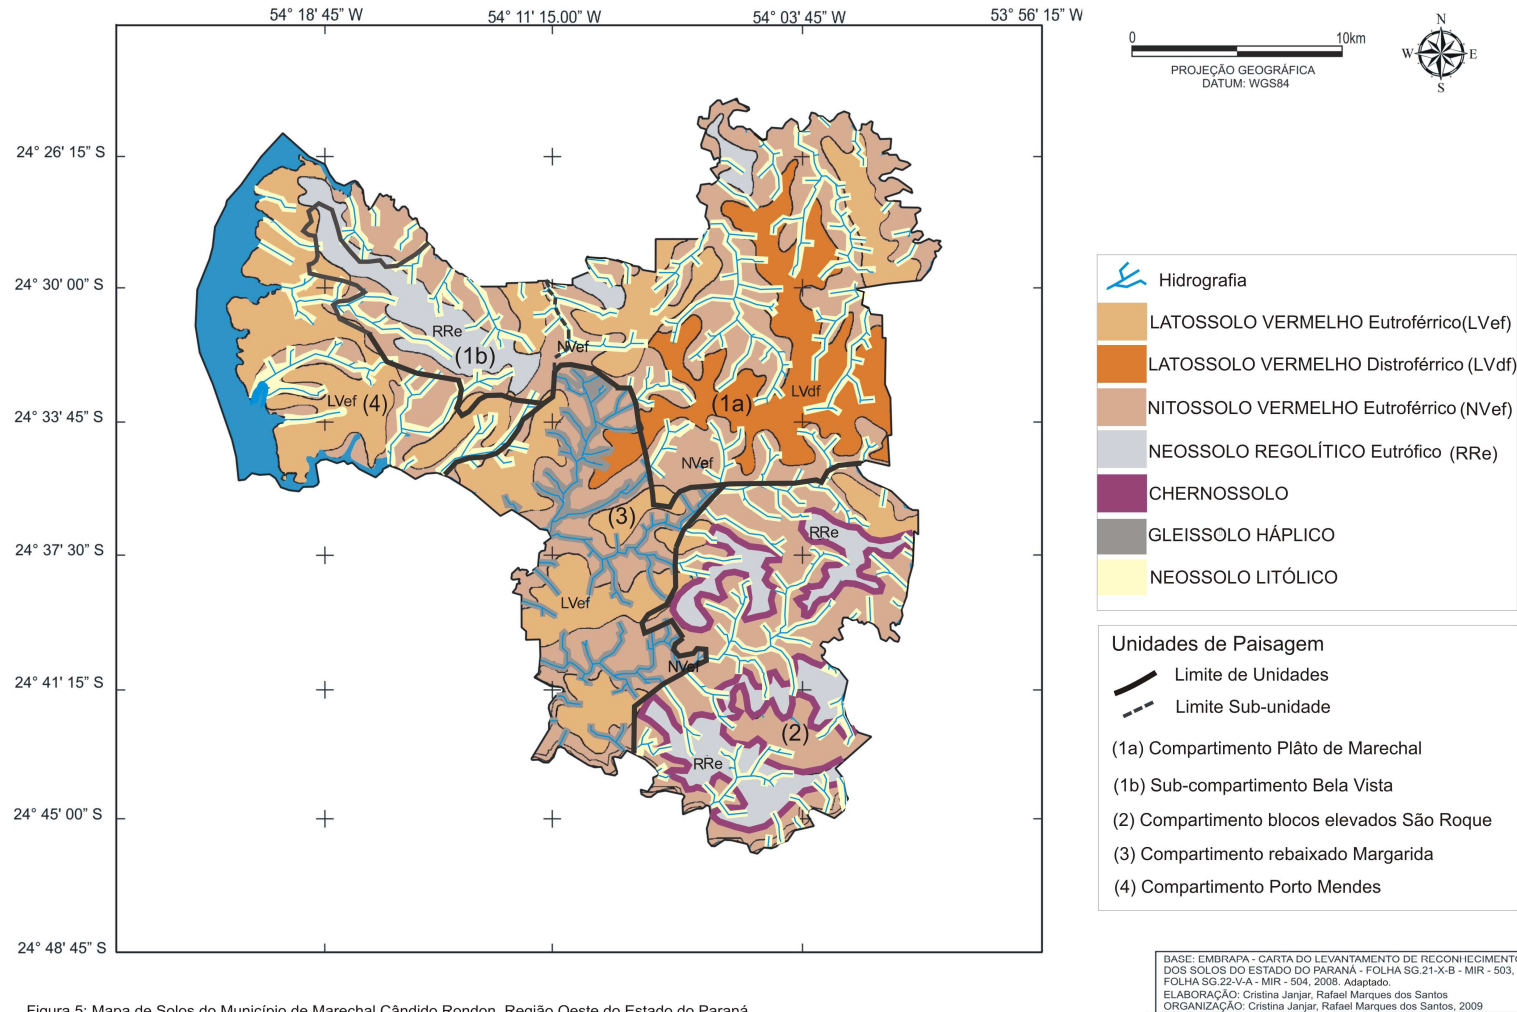 54° 18' 45” W
54° 11' 15.00” W
54° 03' 45” W
53° 56' 15” W
0
10km
PROJEÇÃO GEOGRÁFICA
DATUM: WGS84
N
W
E
S
24° 26' 15” S
24° 30' 00” S
24° 33' 45” S
24° 37' 30” S
24° 41' 15” S
24° 45' 00” S
24° 48' 45” S
RRe
(1b)
NVef
LVef
(4)
(1a)
LVdf
NVef
(3)
RRe
LVef
NVef
(2)
RRe
Hidrografia
LATOSSOLO VERMELHO Eutroférrico(LVef)
LATOSSOLO VERMELHO Distroférrico (LVdf)
NITOSSOLO VERMELHO Eutroférrico (NVef)
NEOSSOLO REGOLÍTICO Eutrófico (RRe)
CHERNOSSOLO
GLEISSOLO HÁPLICO
NEOSSOLO LITÓLICO
Unidades de Paisagem
Limite de Unidades
Limite Sub-unidade
(1a) Compartimento Plâto de Marechal
(1b) Sub-compartimento Bela Vista
(2) Compartimento blocos elevados São Roque
(3) Compartimento rebaixado Margarida
(4) Compartimento Porto Mendes
BASE: EMBRAPA - CARTA DO LEVANTAMENTO DE RECONHECIMENTO
DOS SOLOS DO ESTADO DO PARANÁ - FOLHA SG.21-X-B - MIR - 503,
FOLHA SG.22-V-A - MIR - 504, 2008. Adaptado.
ELABORAÇÃO: Cristina Janjar, Rafael Marques dos Santos
ORGANIZAÇÃO: Cristina Janjar, Rafael Marques dos Santos, 2009
Figura 5: Mapa de Solos do Município de Marechal Cândido Rondon, Região Oeste do Estado do Paraná